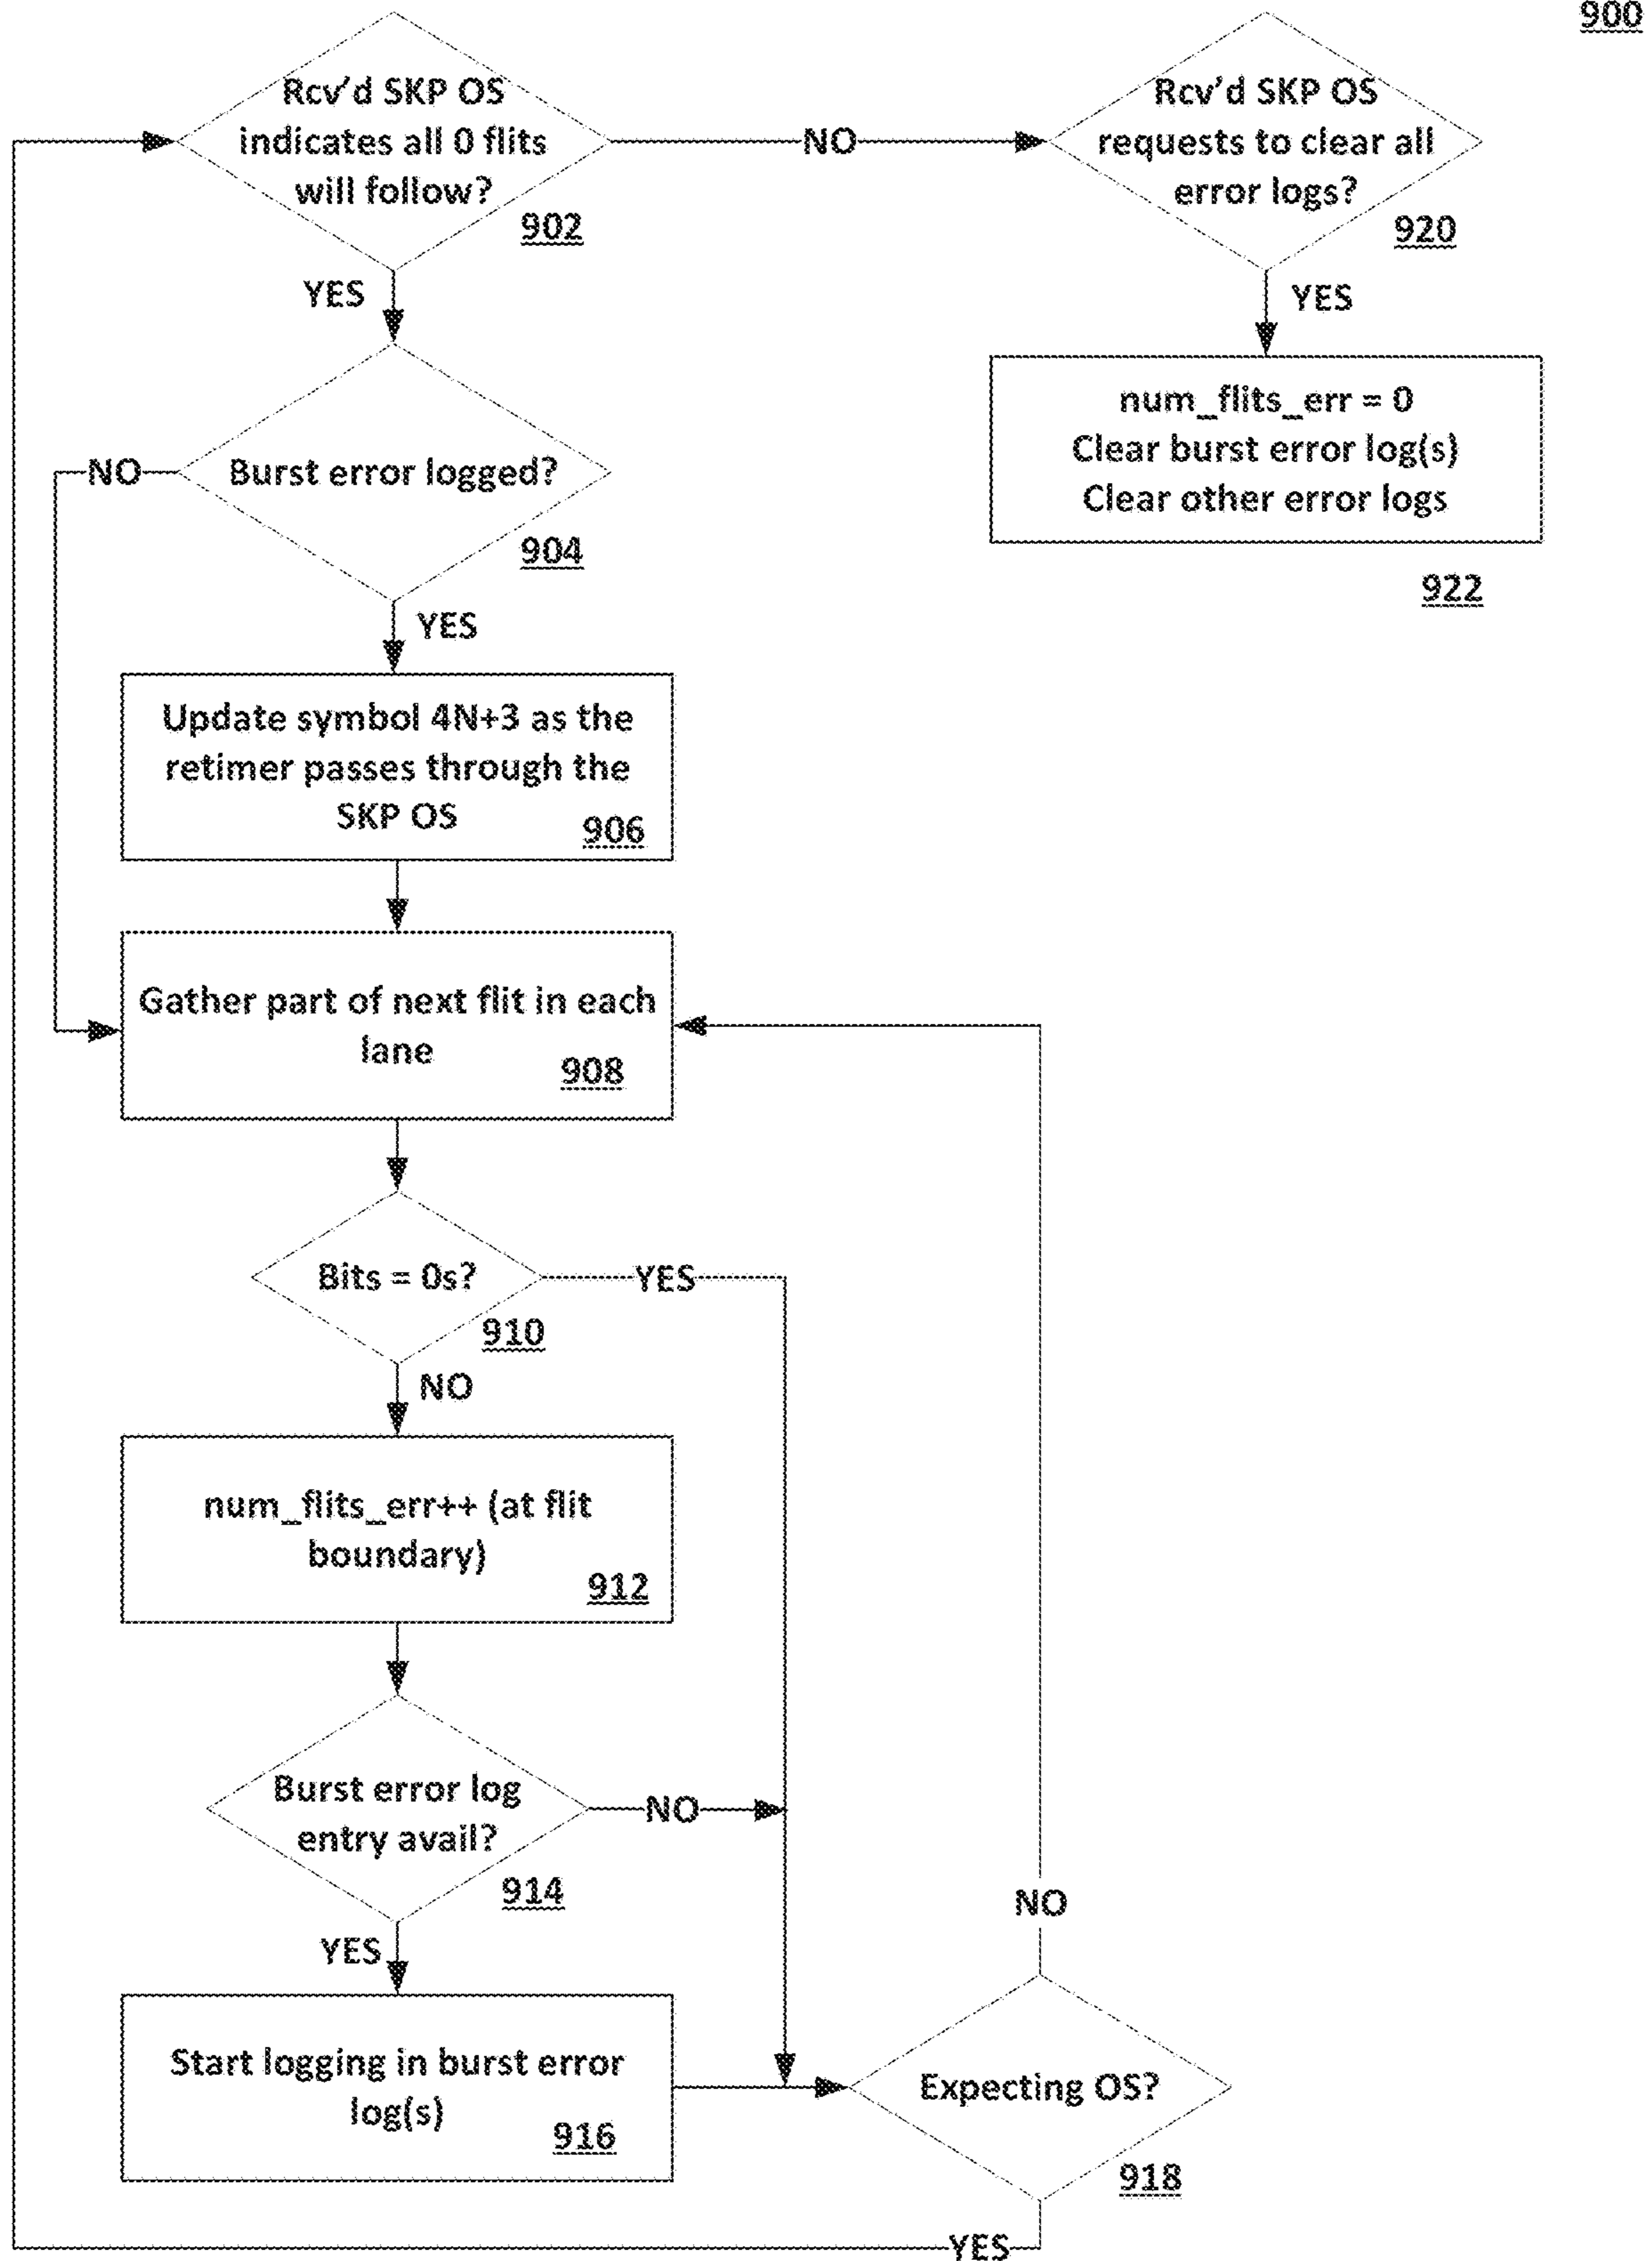 900
Rcv'd SKP OS
indicates all 0 flits
will follow?
902
NO
Rcv'd SKP OS
requests to clear all
error logs?
920
YES
YES
num_flits_err = 0
Clear burst error log(s)
Clear other error logs
922
Burst error logged?
904
NO
YES
Update symbol 4N+3 as the
retimer passes through the
SKP OS
906
Gather part of next flit in each
lane
908
Bits = 0s?
910
YES
NO
num_flits_err++ (at flit
boundary)
912
Burst error log
entry avail?
914
NO
YES
Start logging in burst error
log(s)
916
NO
Expecting OS?
918
YES